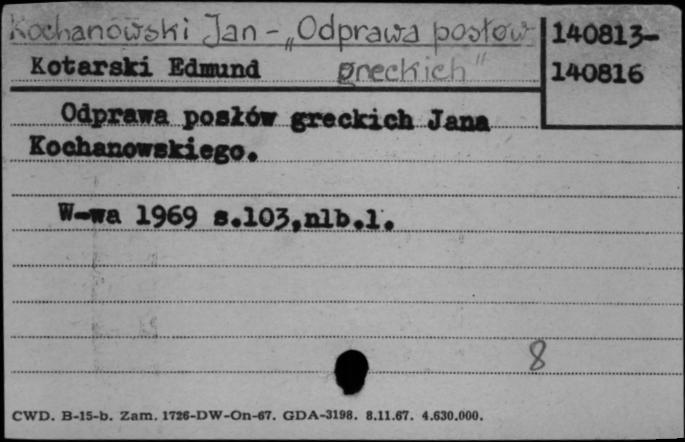 Kochanowski Jan - „Odprawa posłów
greckich"
140813-
140816
Kotarski Edmund
Odprawa posłów greckich Jana
Kochanowskiego.
W-wa 1969 s.103,nlb.1.
8
CWD. B-15-b. Zam. 1726-DW-On-67. GDA-3198. 8.11.67. 4.630.000.